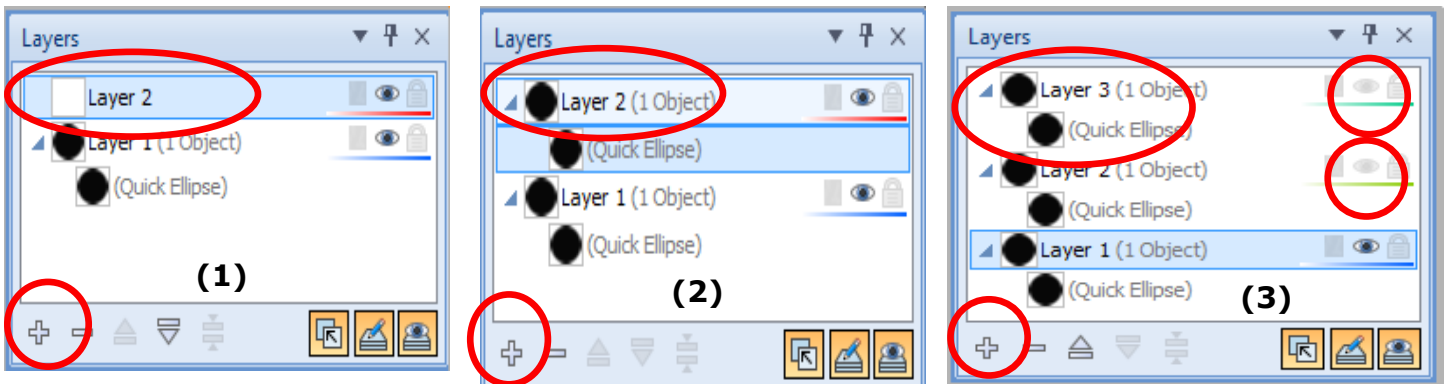 Layers
Layer 2
Layer 1 (1 Object)
(Quick Ellipse)
(1)
Layers
Layer 2 (1 Object)
(Quick Ellipse)
Layer 1 (1 Object)
(Quick Ellipse)
(2)
Layers
Layer 3 (1 Object)
(Quick Ellipse)
Layer 2 (1 Object)
(Quick Ellipse)
Layer 1 (1 Object)
(Quick Ellipse)
(3)